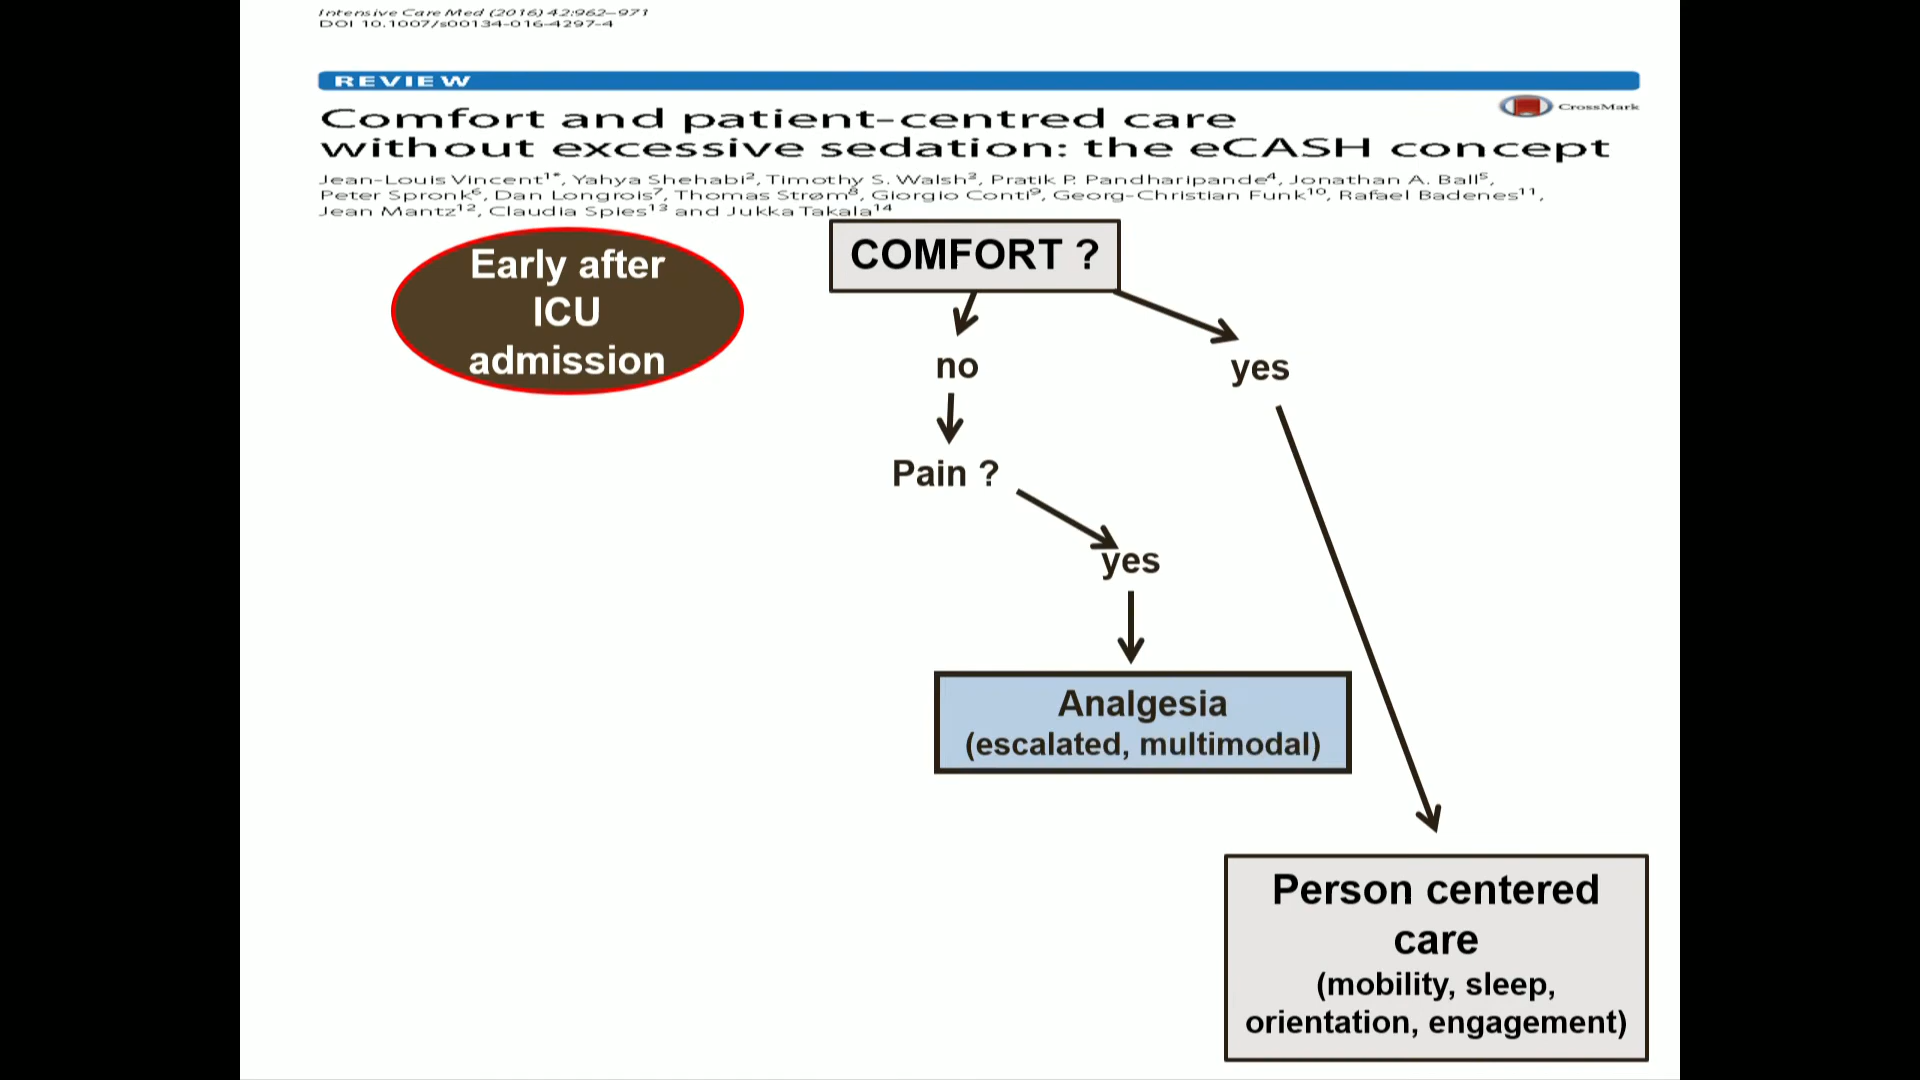 Intensive Care Med (2016) 42:962–971
DOI 10.1007/s00134-016-4297-4
REVIEW
CrossMark
Comfort and patient-centred care
without excessive sedation: the eCASH concept
Jean-Louis Vincent1*, Yahya Shehabi2, Timothy S. Walsh3, Pratik P. Pandharipande4, Jonathan A. Ball5,
Peter Spronk6, Dan Longrois7, Thomas Strøm8, Giorgio Conti9, Georg-Christian Funk10, Rafael Badenes11,
Jean Mantz12, Claudia Spies13 and Jukka Takala14
Early after
ICU
admission
COMFORT ?
no
yes
Pain ?
yes
Analgesia
(escalated, multimodal)
Person centered
care
(mobility, sleep,
orientation, engagement)